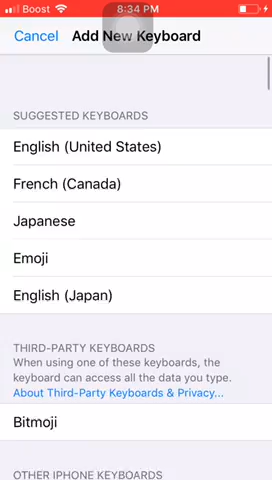 Boost 8:34 PM
Cancel Add New Keyboard
SUGGESTED KEYBOARDS
English (United States)
French (Canada)
Japanese
Emoji
English (Japan)
THIRD-PARTY KEYBOARDS
When using one of these keyboards, the
keyboard can access all the data you type.
About Third-Party Keyboards & Privacy...
Bitmoji
OTHER IPHONE KEYBOARDS